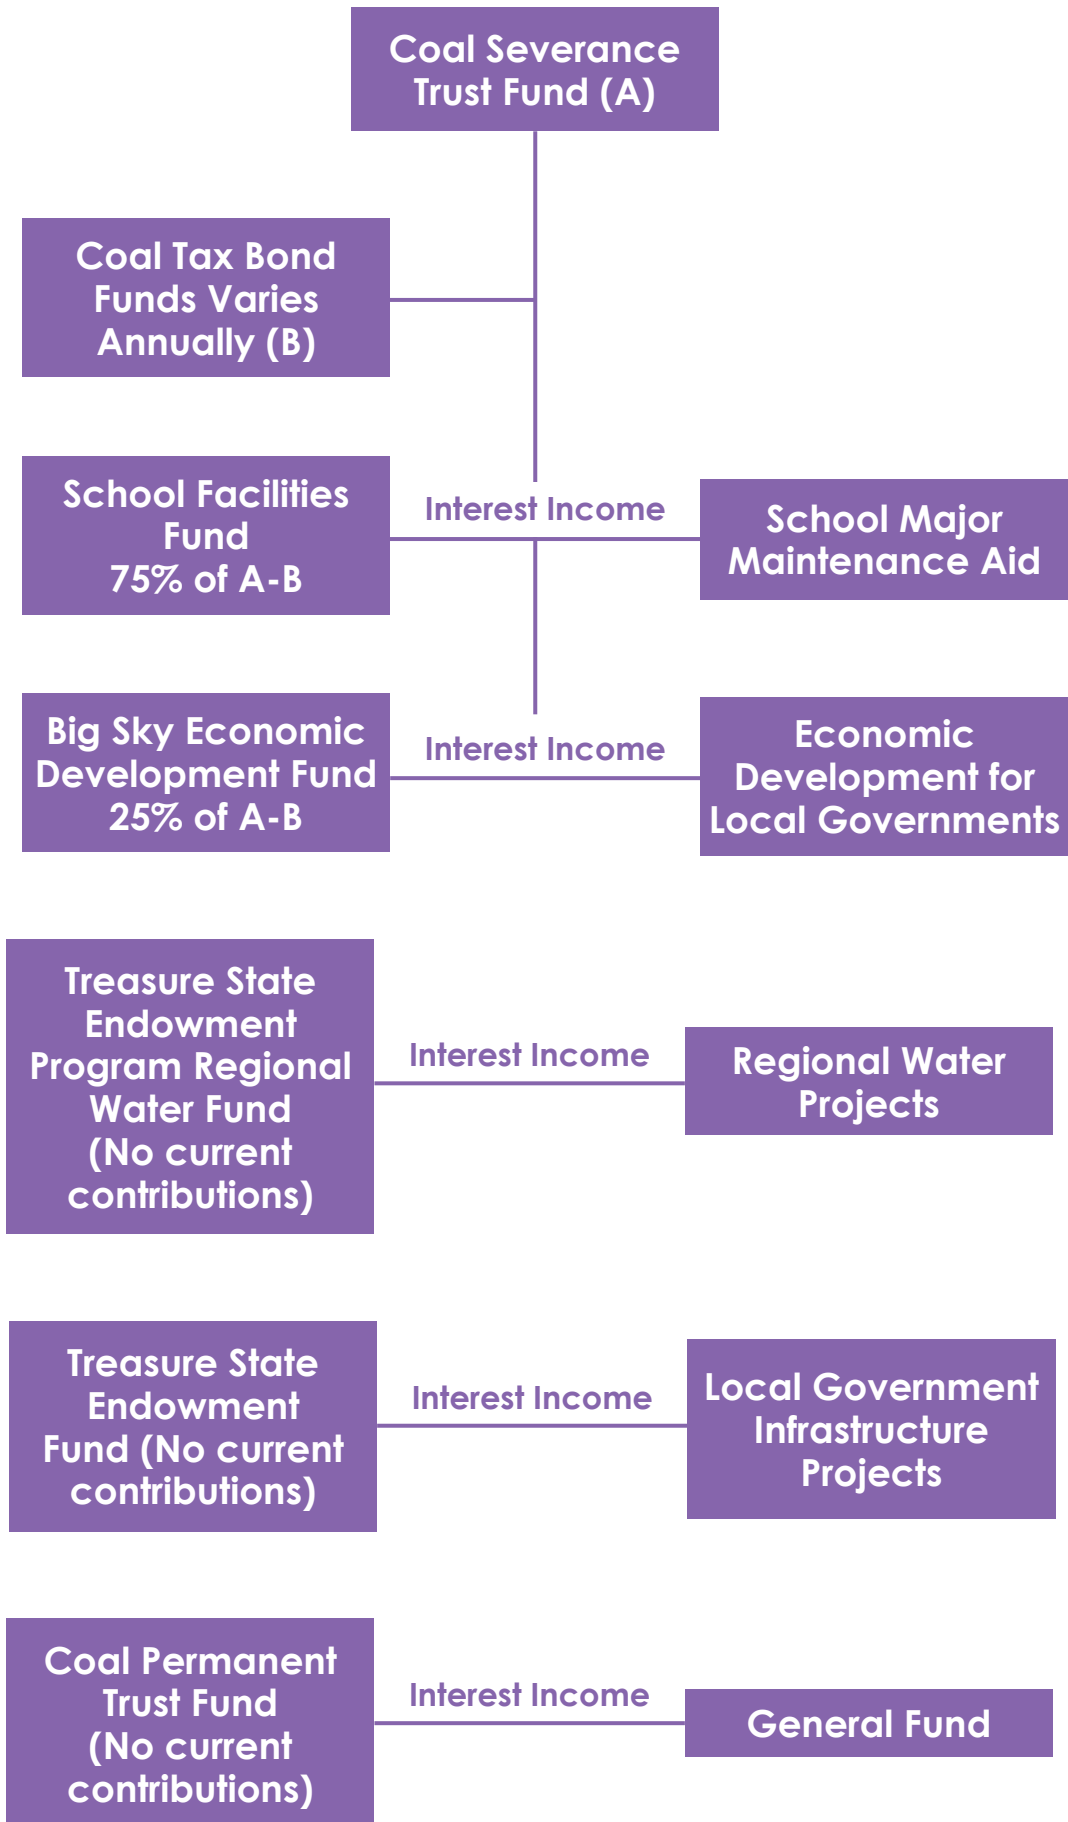 Coal Severance
Trust Fund (A)
Coal Tax Bond
Funds Varies
Annually (B)
School Facilities
Fund
75% of A-B
Interest Income
School Major
Maintenance Aid
Big Sky Economic
Development Fund
25% of A-B
Interest Income
Economic
Development for
Local Governments
Treasure State
Endowment
Program Regional
Water Fund
(No current
contributions)
Interest Income
Regional Water
Projects
Treasure State
Endowment
Fund (No current
contributions)
Interest Income
Local Government
Infrastructure
Projects
Coal Permanent
Trust Fund
(No current
contributions)
Interest Income
General Fund